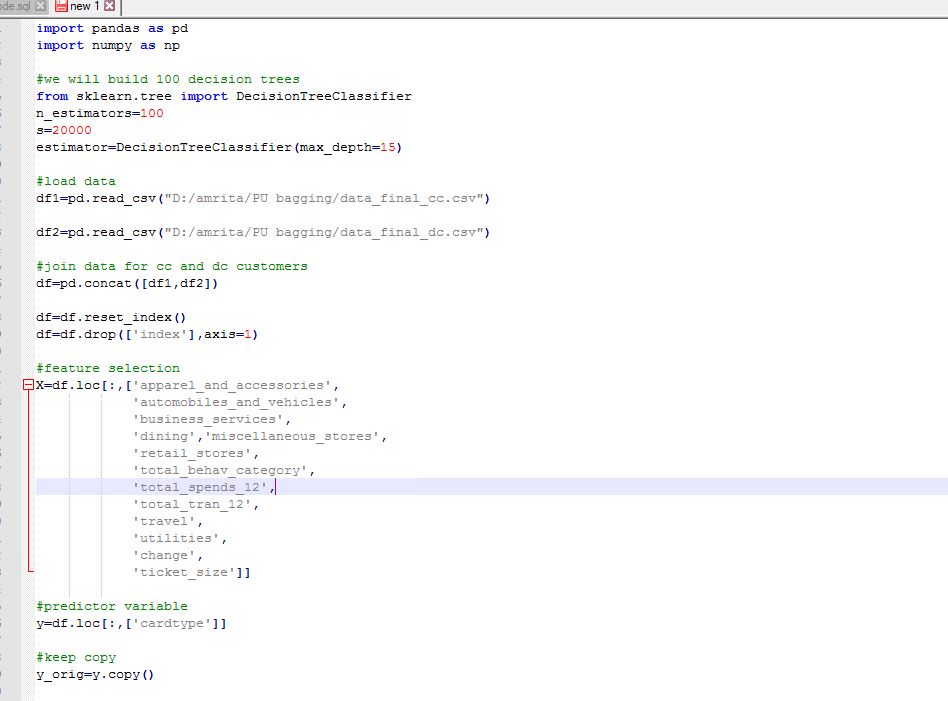 ode.sql new 1
import pandas as pd
import numpy as np
#we will build 100 decision trees
from sklearn.tree import DecisionTreeClassifier
n_estimators=100
s=20000
estimator=DecisionTreeClassifier(max_depth=15)
#load data
df1=pd.read_csv("D:/amrita/PU bagging/data_final_cc.csv")
df2=pd.read_csv("D:/amrita/PU bagging/data_final_dc.csv")
#join data for cc and dc customers
df=pd.concat([df1,df2])
df=df.reset_index()
df=df.drop(['index'],axis=1)
#feature selection
X=df.loc[:,['apparel_and_accessories',
'automobiles_and_vehicles',
'business_services',
'dining','miscellaneous_stores',
'retail_stores',
'total_behav_category',
'total_spends_12',
'total_tran_12',
'travel',
'utilities',
'change',
'ticket_size']]
#predictor variable
y=df.loc[:,['cardtype']]
#keep copy
y_orig=y.copy()